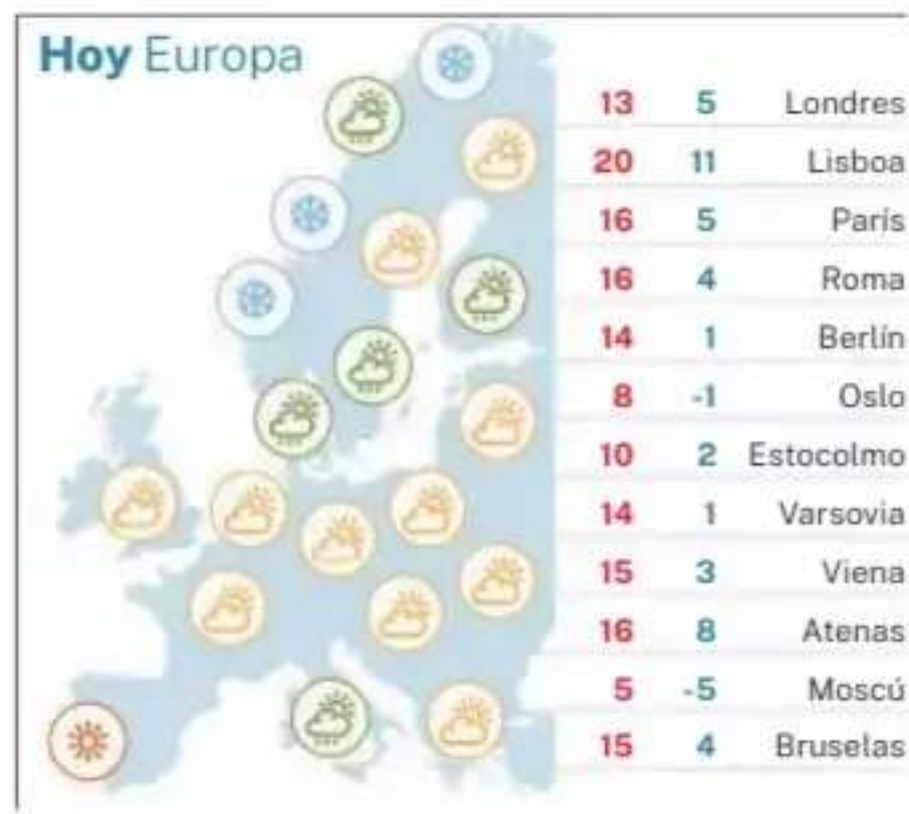 Hoy Europa
13 5 Londres
20 11 Lisboa
16 5 París
16 4 Roma
14 1 Berlín
8 -1 Oslo
10 2 Estocolmo
14 1 Varsovia
15 3 Viena
16 8 Atenas
5 -5 Moscú
15 4 Bruselas